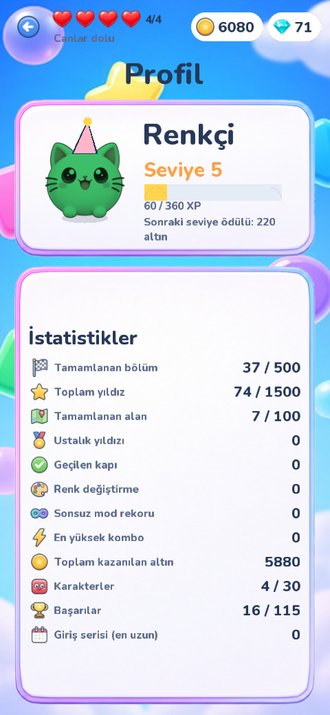 4/4
6080
71
Canlar dolu
Profil
Renkçi
Seviye 5
60 / 360 XP
Sonraki seviye ödülü: 220
altın
İstatistikler
Tamamlanan bölüm 37 / 500
Toplam yıldız 74 / 1500
Tamamlanan alan 7 / 100
Ustalık yıldızı 0
Geçilen kapı 0
Renk değiştirme 0
Sonsuz mod rekoru 0
En yüksek kombo 0
Toplam kazanılan altın 5880
Karakterler 4 / 30
Başarılar 16 / 115
Giriş serisi (en uzun) 0